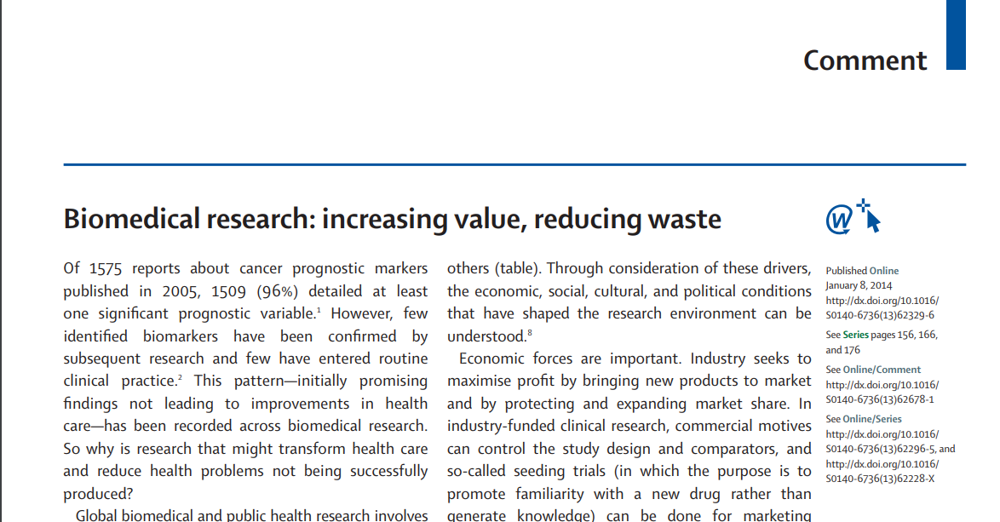 Comment
Biomedical research: increasing value, reducing waste
Of 1575 reports about cancer prognostic markers
published in 2005, 1509 (96%) detailed at least
one significant prognostic variable.1 However, few
identified biomarkers have been confirmed by
subsequent research and few have entered routine
clinical practice.2 This pattern—initially promising
findings not leading to improvements in health
care—has been recorded across biomedical research.
So why is research that might transform health care
and reduce health problems not being successfully
produced?
Global biomedical and public health research involves
others (table). Through consideration of these drivers,
the economic, social, cultural, and political conditions
that have shaped the research environment can be
understood.8
Economic forces are important. Industry seeks to
maximise profit by bringing new products to market
and by protecting and expanding market share. In
industry-funded clinical research, commercial motives
can control the study design and comparators, and
so-called seeding trials (in which the purpose is to
promote familiarity with a new drug rather than
generate knowledge) can be done for marketing
W
Published Online
January 8, 2014
http://dx.doi.org/10.1016/
S0140-6736(13)62329-6
See Series pages 156, 166,
and 176
See Online/Comment
http://dx.doi.org/10.1016/
S0140-6736(13)62678-1
See Online/Series
http://dx.doi.org/10.1016/
S0140-6736(13)62296-5, and
http://dx.doi.org/10.1016/
S0140-6736(13)62228-X